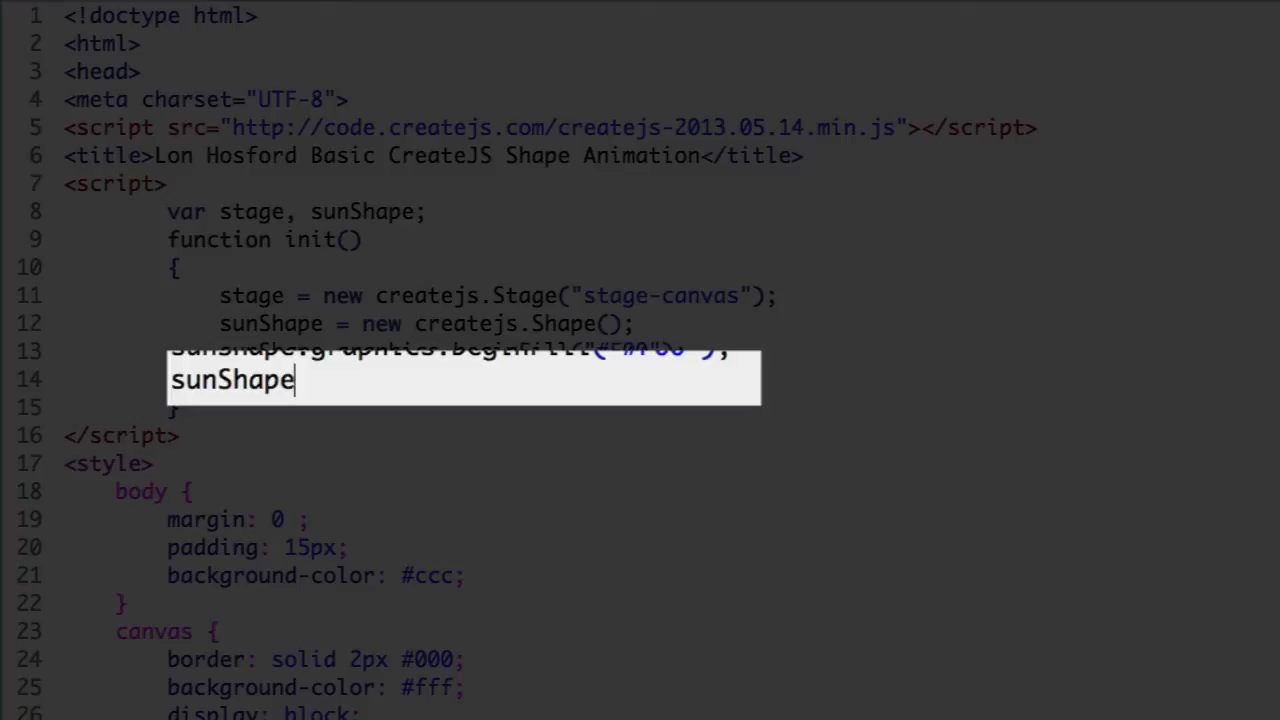 1 <!doctype html>
2 <html>
3 <head>
4 <meta charset="UTF-8">
5 <script src="http://code.createjs.com/createjs-2013.05.14.min.js"></script>
6 <title>Lon Hosford Basic CreateJS Shape Animation</title>
7 <script>
8 var stage, sunShape;
9 function init()
10 {
11 stage = new createjs.Stage("stage-canvas");
12 sunShape = new createjs.Shape();
13
14 sunShape
15 }
16 </script>
17 <style>
18 body {
19 margin: 0 ;
20 padding: 15px;
21 background-color: #ccc;
22 }
23 canvas {
24 border: solid 2px #000;
25 background-color: #fff;
26 display: block;